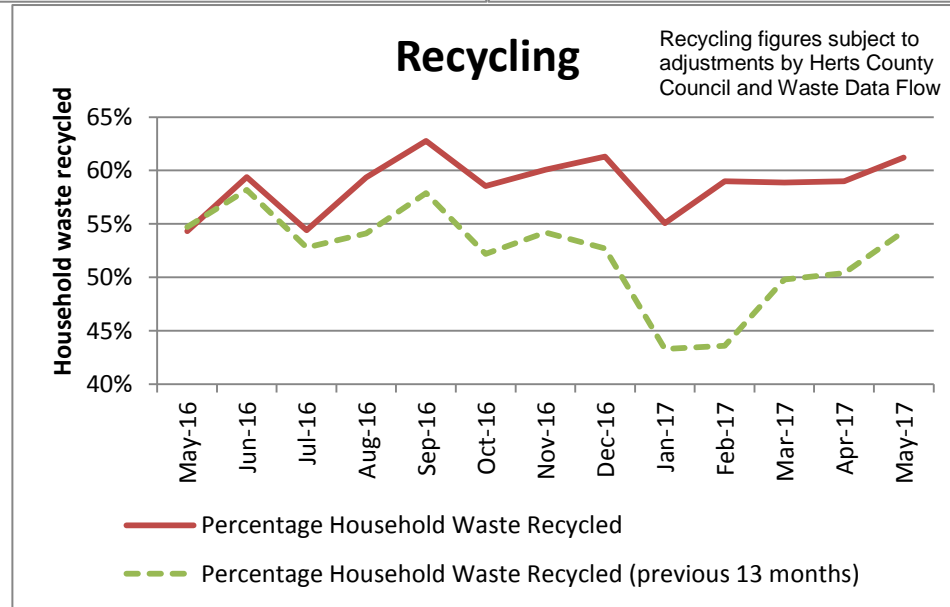 Recycling
Recycling figures subject to
adjustments by Herts County
Council and Waste Data Flow
Household waste recycled
65%
60%
55%
50%
45%
40%
May-16
Jun-16
Jul-16
Aug-16
Sep-16
Oct-16
Nov-16
Dec-16
Jan-17
Feb-17
Mar-17
Apr-17
May-17
Percentage Household Waste Recycled
Percentage Household Waste Recycled (previous 13 months)